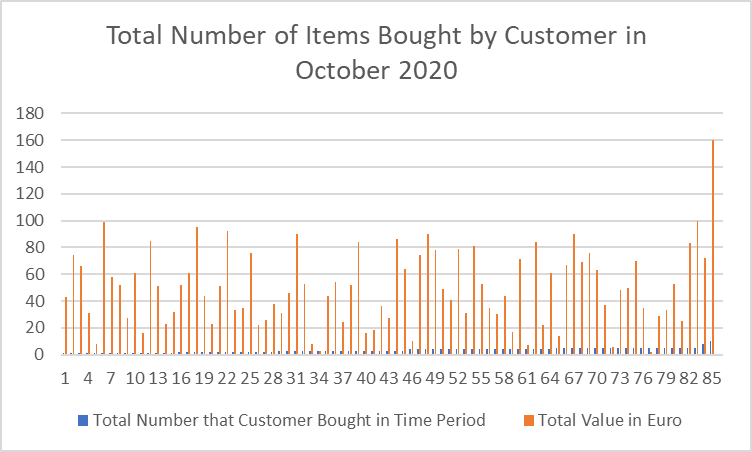 Total Number of Items Bought by Customer in
October 2020
180
160
140
120
100
80
60
40
20
0
1 4 7 10 13 16 19 22 25 28 31 34 37 40 43 46 49 52 55 58 61 64 67 70 73 76 79 82 85
Total Number that Customer Bought in Time Period Total Value in Euro